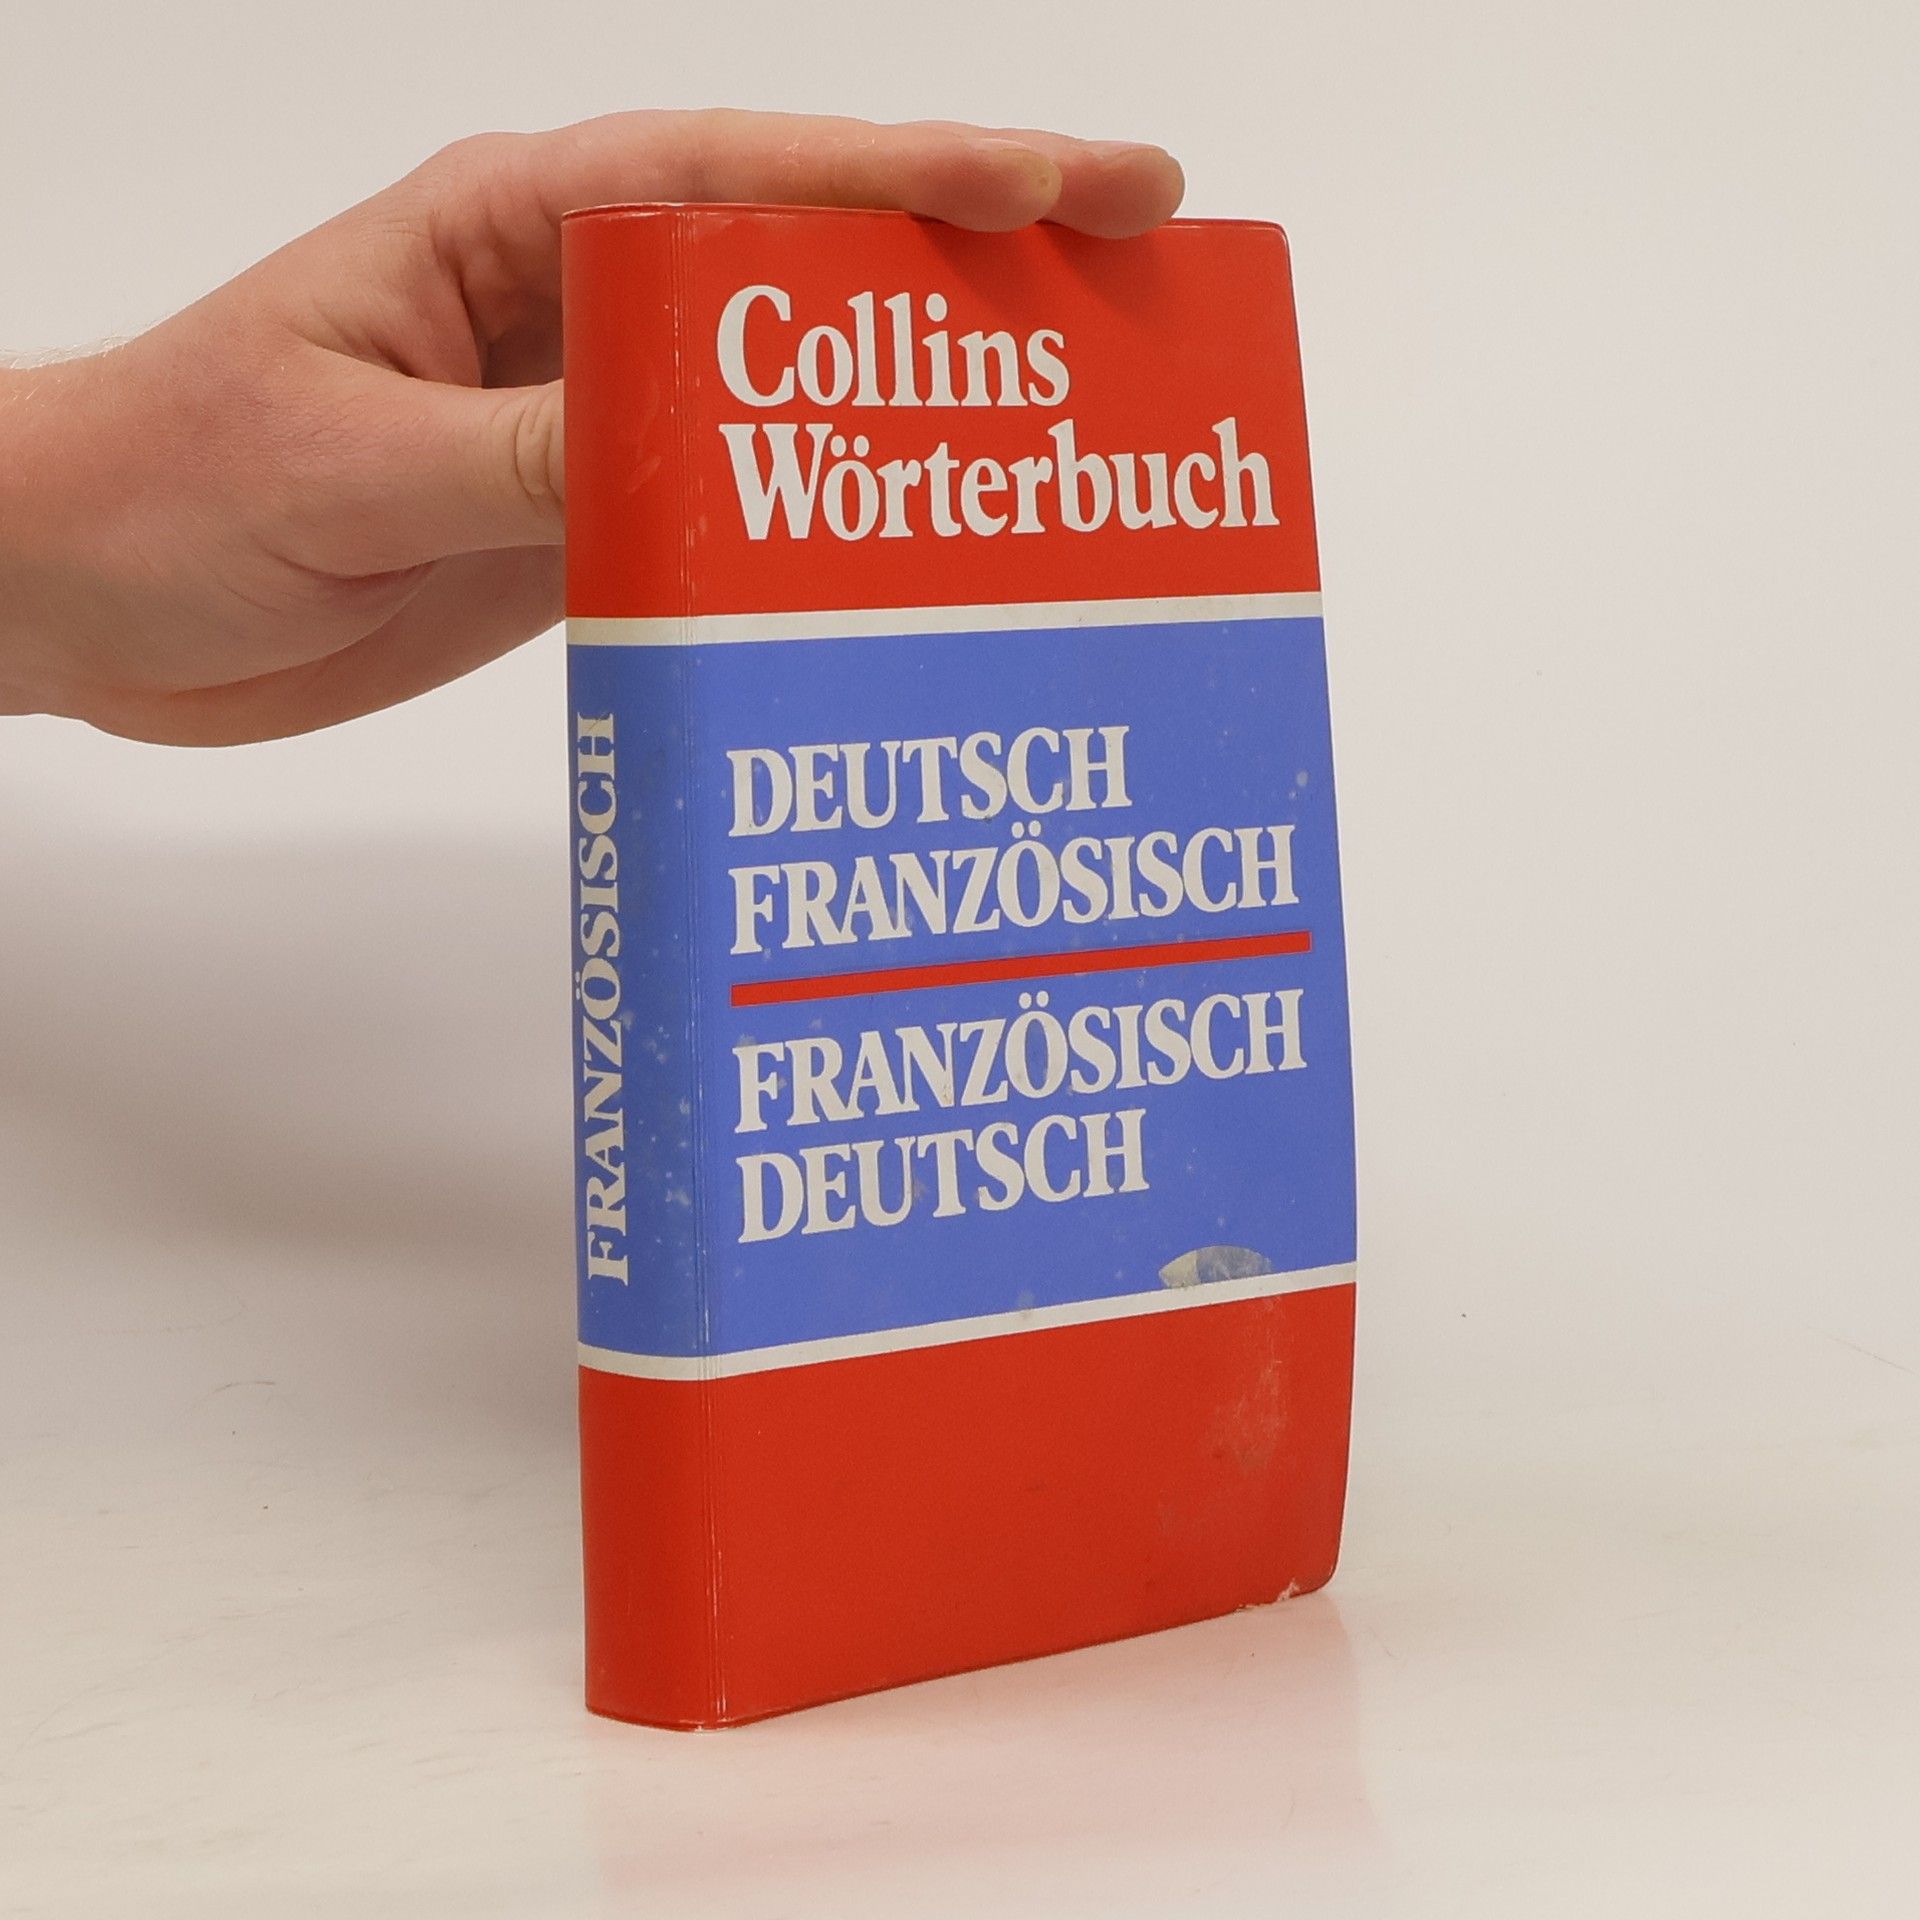 Collins
Wörterbuch
DEUTSCH
FRANZÖSISCH
FRANZÖSISCH
DEUTSCH
FRANZÖSISCH